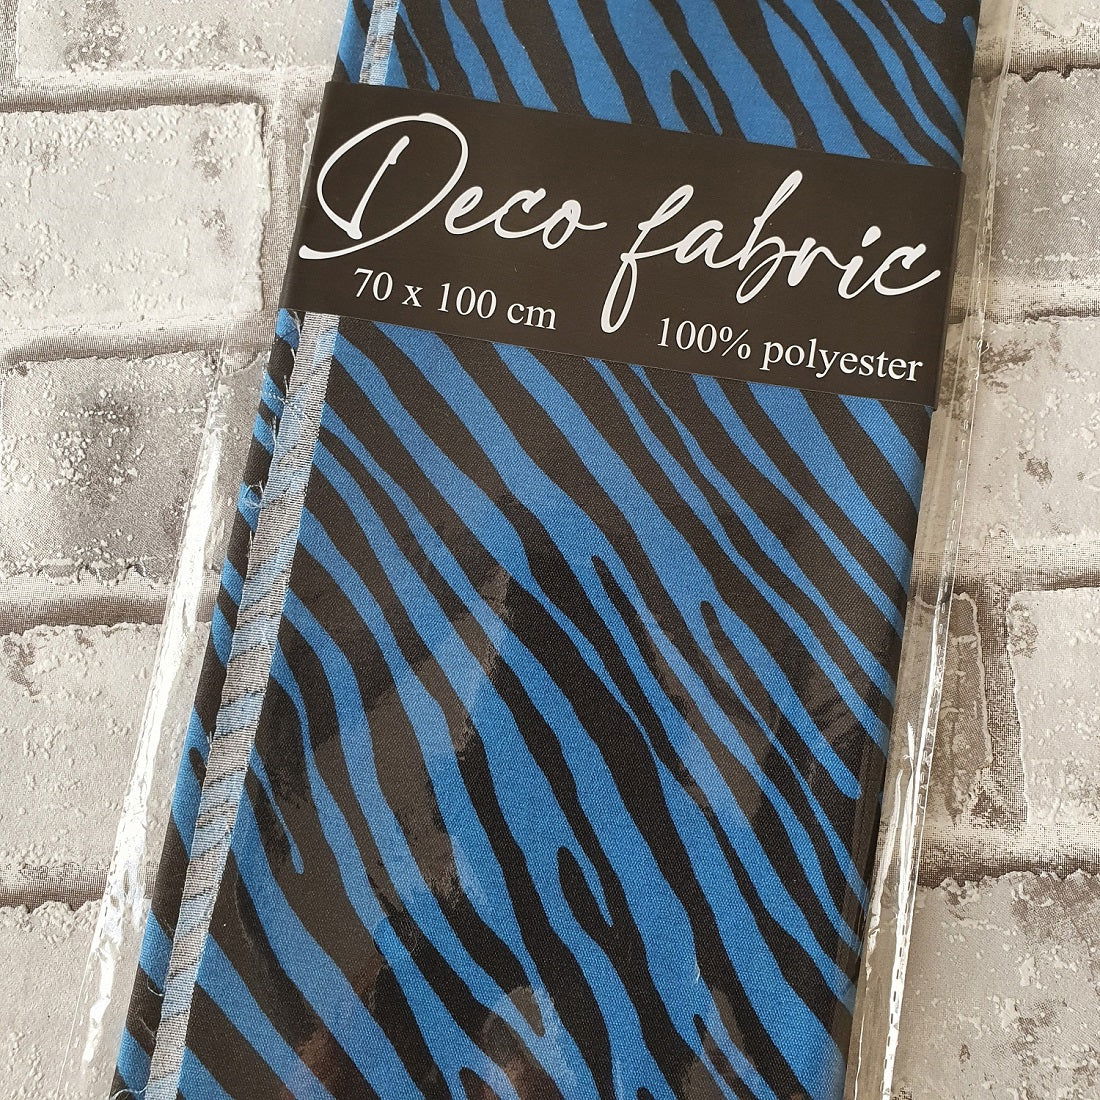 Deco fabric
70 x 100 cm
100% polyester